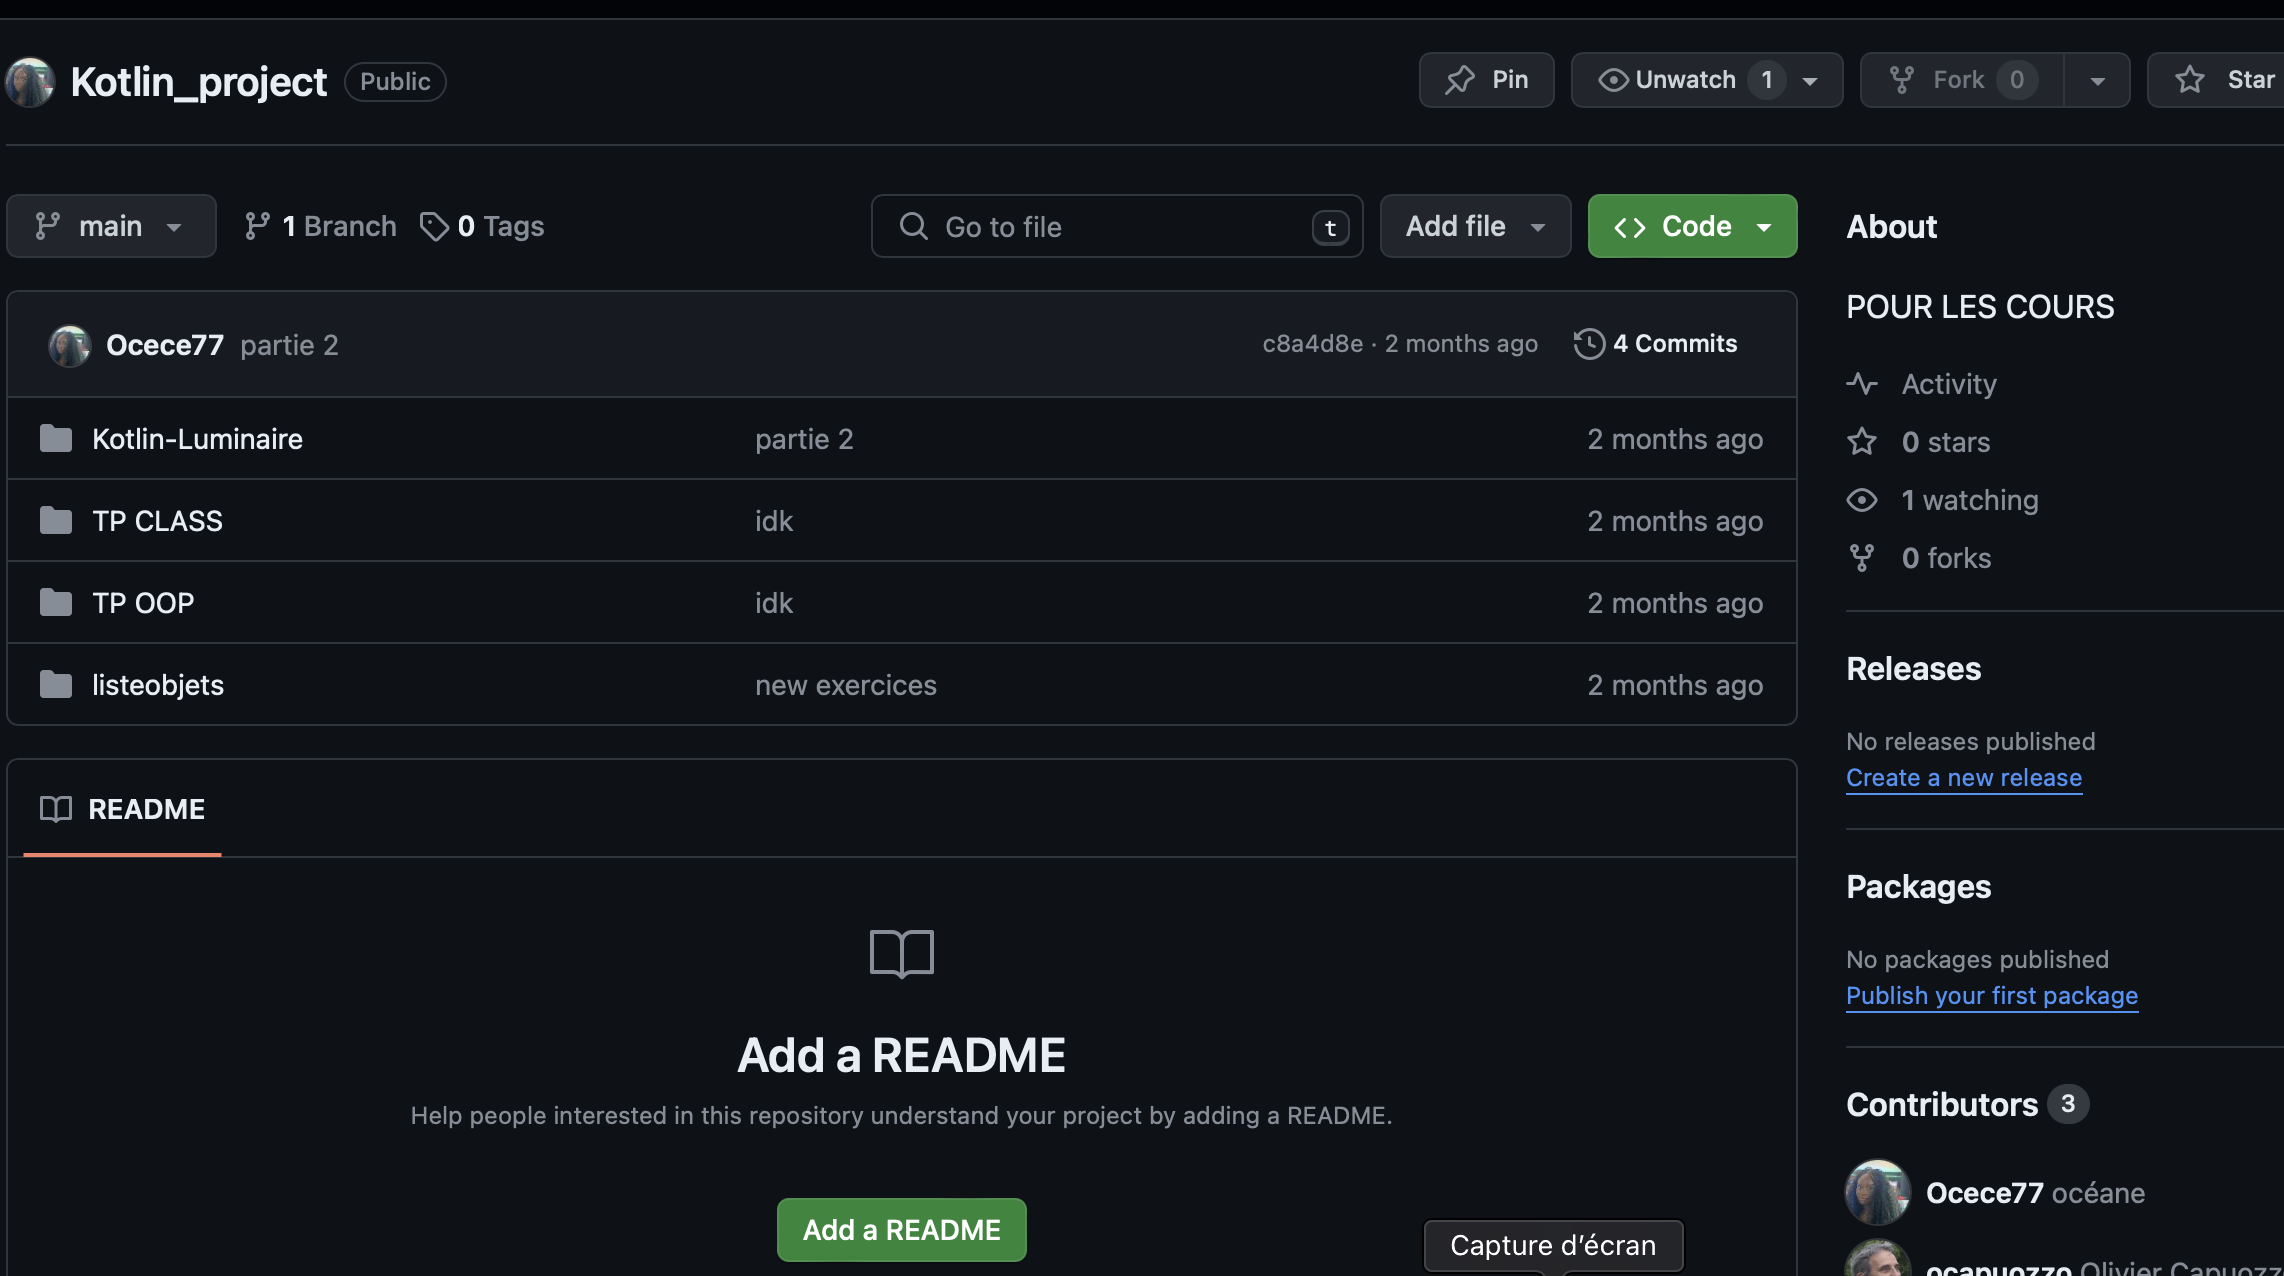 Kotlin_project Public Pin Unwatch 1 Fork 0 Star
main 1 Branch 0 Tags Go to file t Add file Code
Ocece77 partie 2 c8a4d8e · 2 months ago 4 Commits
Kotlin-Luminaire partie 2 2 months ago
TP CLASS idk 2 months ago
TP OOP idk 2 months ago
listeobjets new exercices 2 months ago
README
Add a README
Help people interested in this repository understand your project by adding a README.
Add a README
Capture d’écran
About
POUR LES COURS
Activity
0 stars
1 watching
0 forks
Releases
No releases published
Create a new release
Packages
No packages published
Publish your first package
Contributors 3
Ocece77 océane
ocapuozzo Olivier